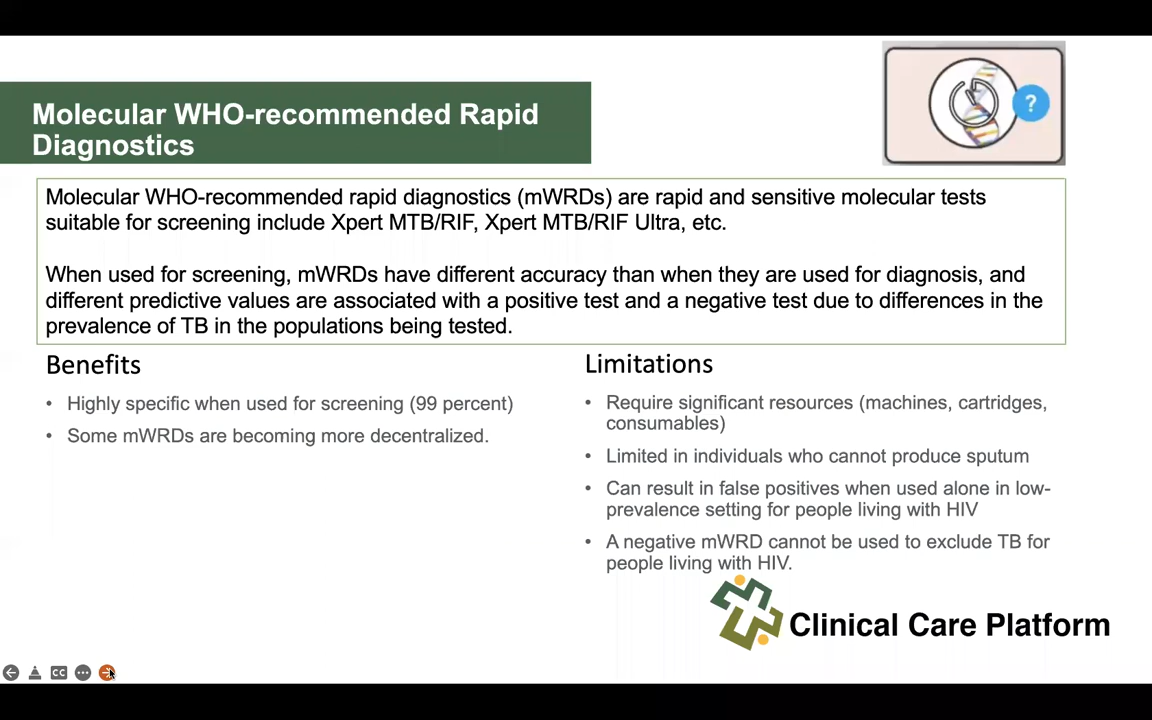 Molecular WHO-recommended Rapid
Diagnostics
?
Molecular WHO-recommended rapid diagnostics (mWRDs) are rapid and sensitive molecular tests
suitable for screening include Xpert MTB/RIF, Xpert MTB/RIF Ultra, etc.
When used for screening, mWRDs have different accuracy than when they are used for diagnosis, and
different predictive values are associated with a positive test and a negative test due to differences in the
prevalence of TB in the populations being tested.
Benefits
• Highly specific when used for screening (99 percent)
• Some mWRDs are becoming more decentralized.
Limitations
• Require significant resources (machines, cartridges,
consumables)
• Limited in individuals who cannot produce sputum
• Can result in false positives when used alone in low-
prevalence setting for people living with HIV
• A negative mWRD cannot be used to exclude TB for
people living with HIV.
Clinical Care Platform
CC